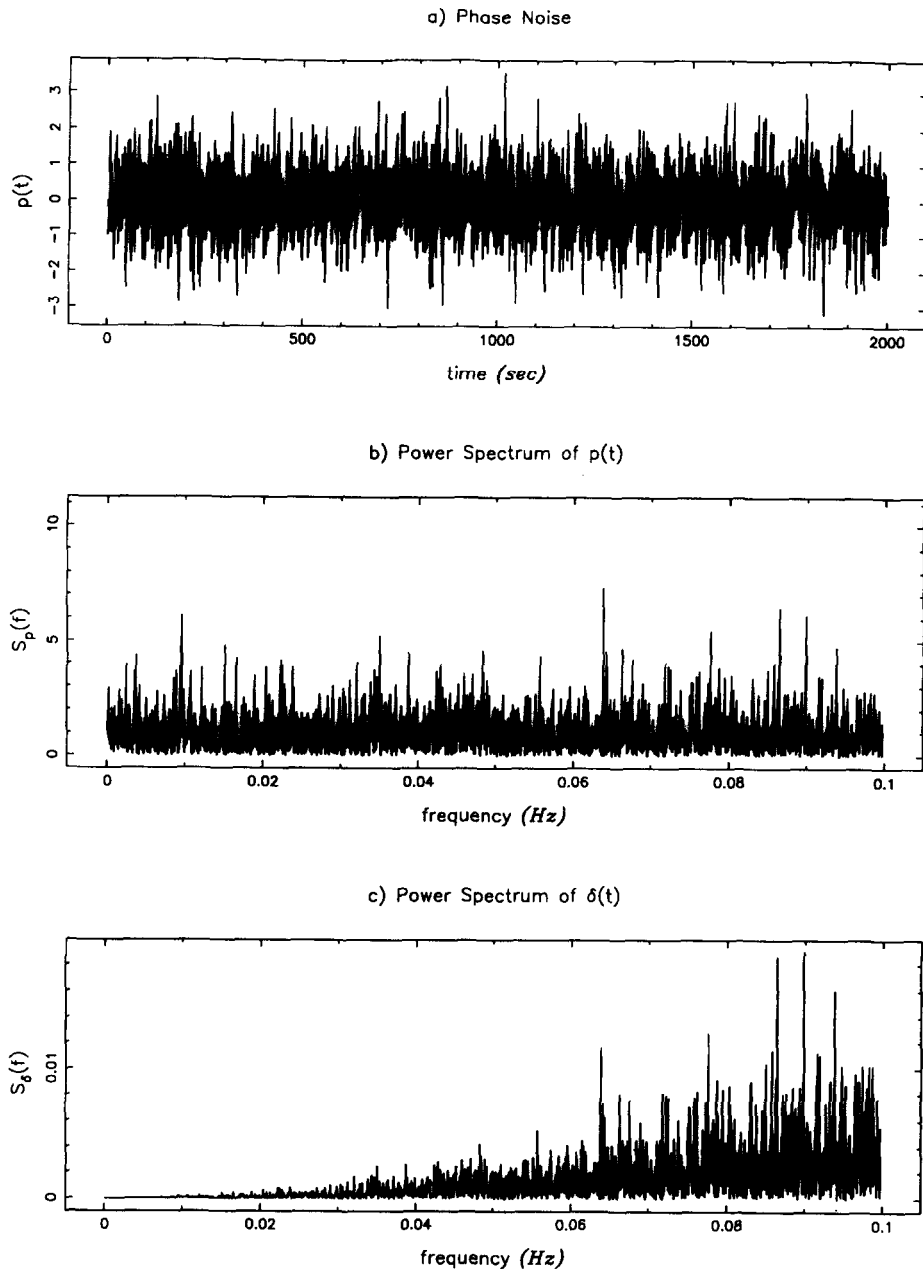 a) Phase Noise
p(t)
3
2
1
0
−1
−2
−3
0 500 1000 1500 2000
time (sec)
b) Power Spectrum of p(t)
S_p(f)
10
5
0
0 0.02 0.04 0.06 0.08 0.1
frequency (Hz)
c) Power Spectrum of δ(t)
S_δ(f)
0.01
0
0 0.02 0.04 0.06 0.08 0.1
frequency (Hz)